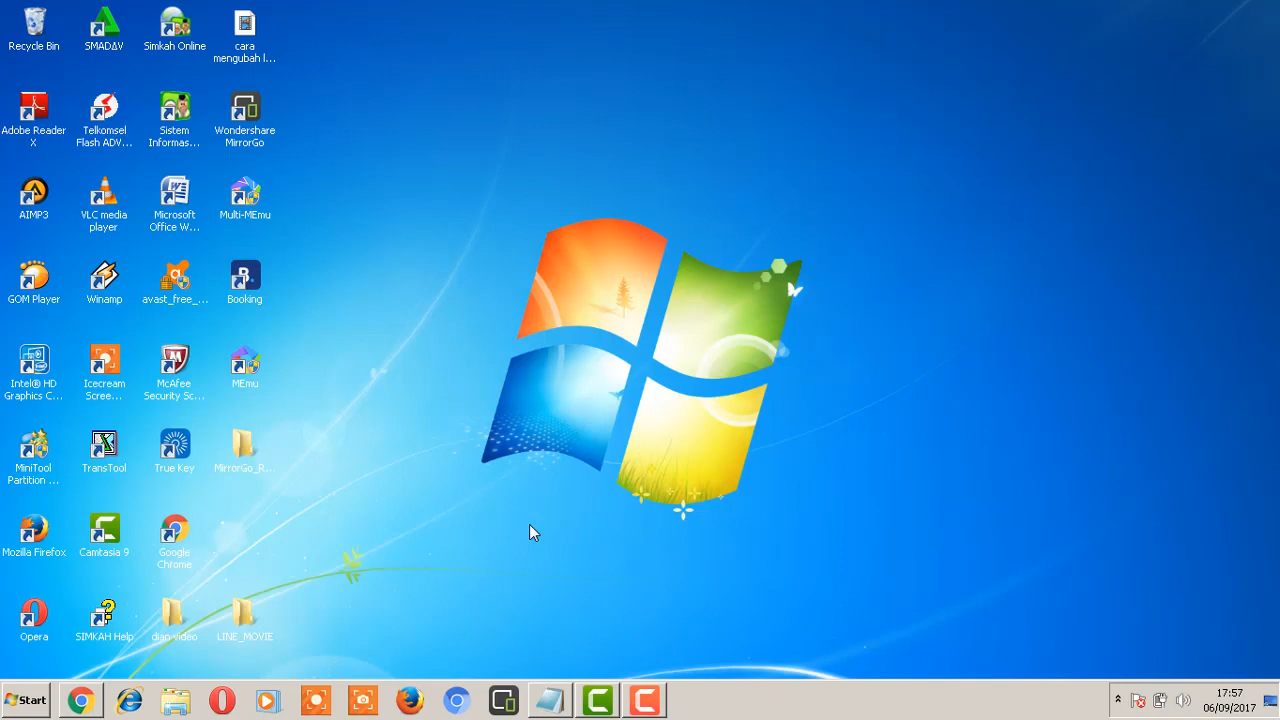 Recycle Bin
SMADΔV
Simkah Online
cara
mengubah l...
Adobe Reader
X
Telkomsel
Flash ADV...
Sistem
Informas...
Wondershare
MirrorGo
AIMP3
VLC media
player
Microsoft
Office W...
Multi-MEmu
GOM Player
Winamp
avast_free_...
Booking
Intel® HD
Graphics C...
Icecream
Scree...
McAfee
Security Sc...
MEmu
MiniTool
Partition ...
TransTool
True Key
MirrorGo_R...
Mozilla Firefox
Camtasia 9
Google
Chrome
Opera
SIMKAH Help
dian video
LINE_MOVIE
Start
17:57
06/09/2017